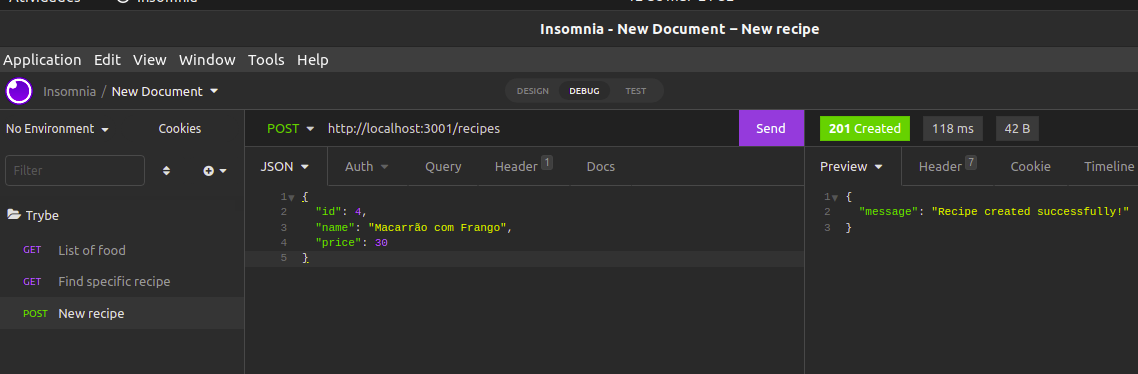 Insomnia - New Document – New recipe
Application Edit View Window Tools Help
Insomnia / New Document
DESIGN DEBUG TEST
No Environment Cookies
POST http://localhost:3001/recipes Send
201 Created 118 ms 42 B
Filter
JSON Auth Query Header 1 Docs
Preview Header 7 Cookie Timeline
Trybe
GET List of food
GET Find specific recipe
POST New recipe
1 {
2 "id": 4,
3 "name": "Macarrão com Frango",
4 "price": 30
5 }
1 {
2 "message": "Recipe created successfully!"
3 }